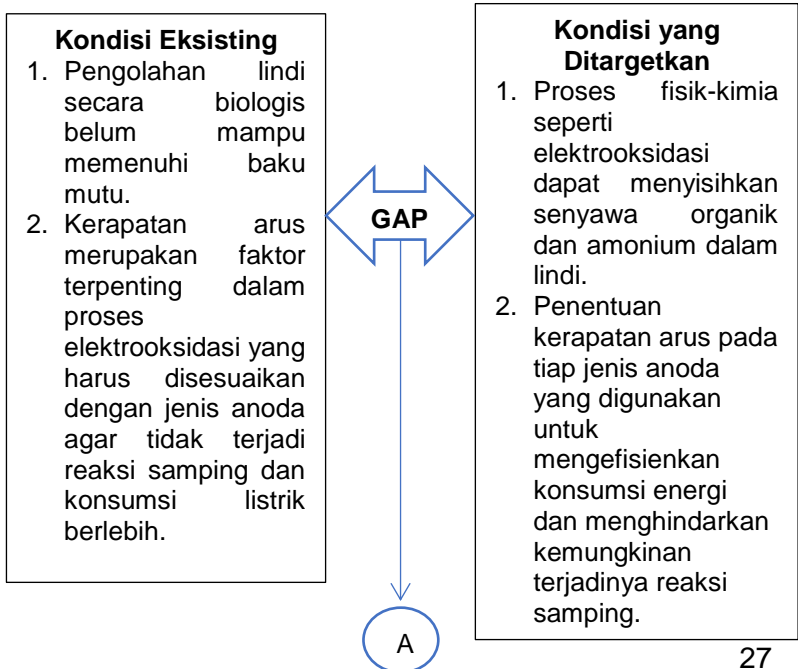 Kondisi Eksisting
1. Pengolahan lindi
secara biologis
belum mampu
memenuhi baku
mutu.
2. Kerapatan arus
merupakan faktor
terpenting dalam
proses
elektrooksidasi yang
harus disesuaikan
dengan jenis anoda
agar tidak terjadi
reaksi samping dan
konsumsi listrik
berlebih.
GAP
Kondisi yang
Ditargetkan
1. Proses fisik-kimia
seperti
elektrooksidasi
dapat menyisihkan
senyawa organik
dan amonium dalam
lindi.
2. Penentuan
kerapatan arus pada
tiap jenis anoda
yang digunakan
untuk
mengefisienkan
konsumsi energi
dan menghindarkan
kemungkinan
terjadinya reaksi
samping.
A
27